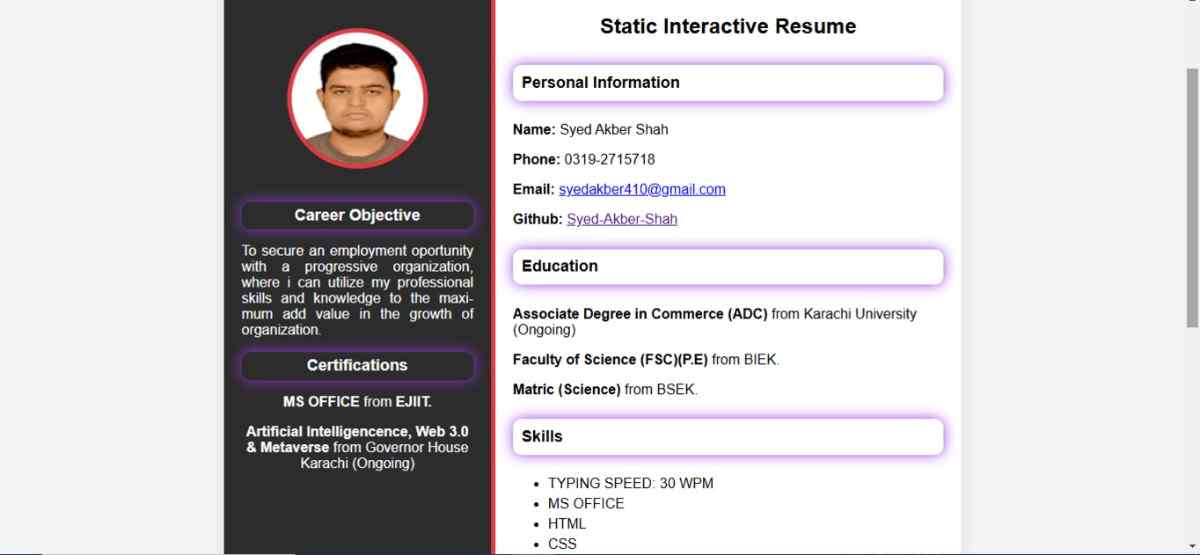 Static Interactive Resume
Career Objective
To secure an employment oportunity
with a progressive organization,
where i can utilize my professional
skills and knowledge to the maxi-
mum add value in the growth of
organization.
Certifications
MS OFFICE from EJIIT.
Artificial Intelligencence, Web 3.0
& Metaverse from Governor House
Karachi (Ongoing)
Personal Information
Name: Syed Akber Shah
Phone: 0319-2715718
Email: syedakber410@gmail.com
Github: Syed-Akber-Shah
Education
Associate Degree in Commerce (ADC) from Karachi University
(Ongoing)
Faculty of Science (FSC)(P.E) from BIEK.
Matric (Science) from BSEK.
Skills
TYPING SPEED: 30 WPM
MS OFFICE
HTML
CSS